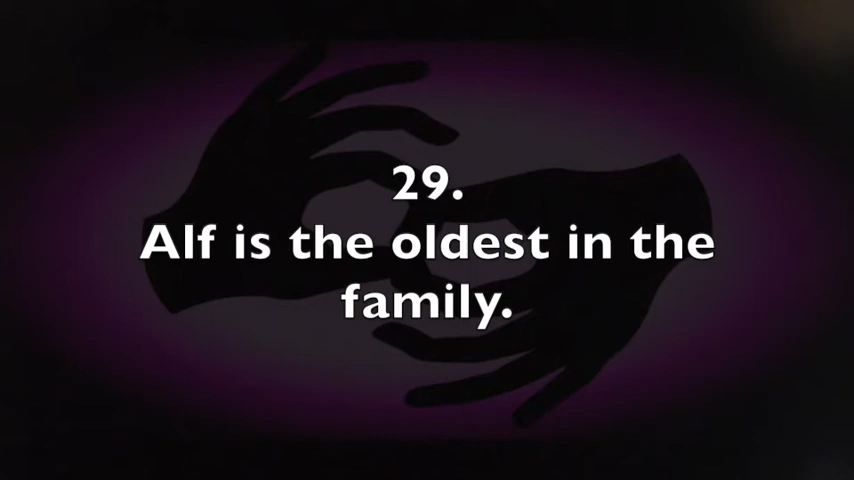 29.
Alf is the oldest in the
family.